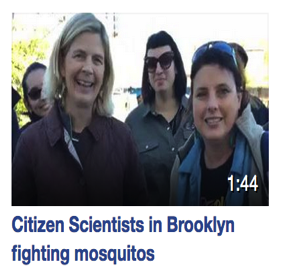 1:44
Citizen Scientists in Brooklyn
fighting mosquitos